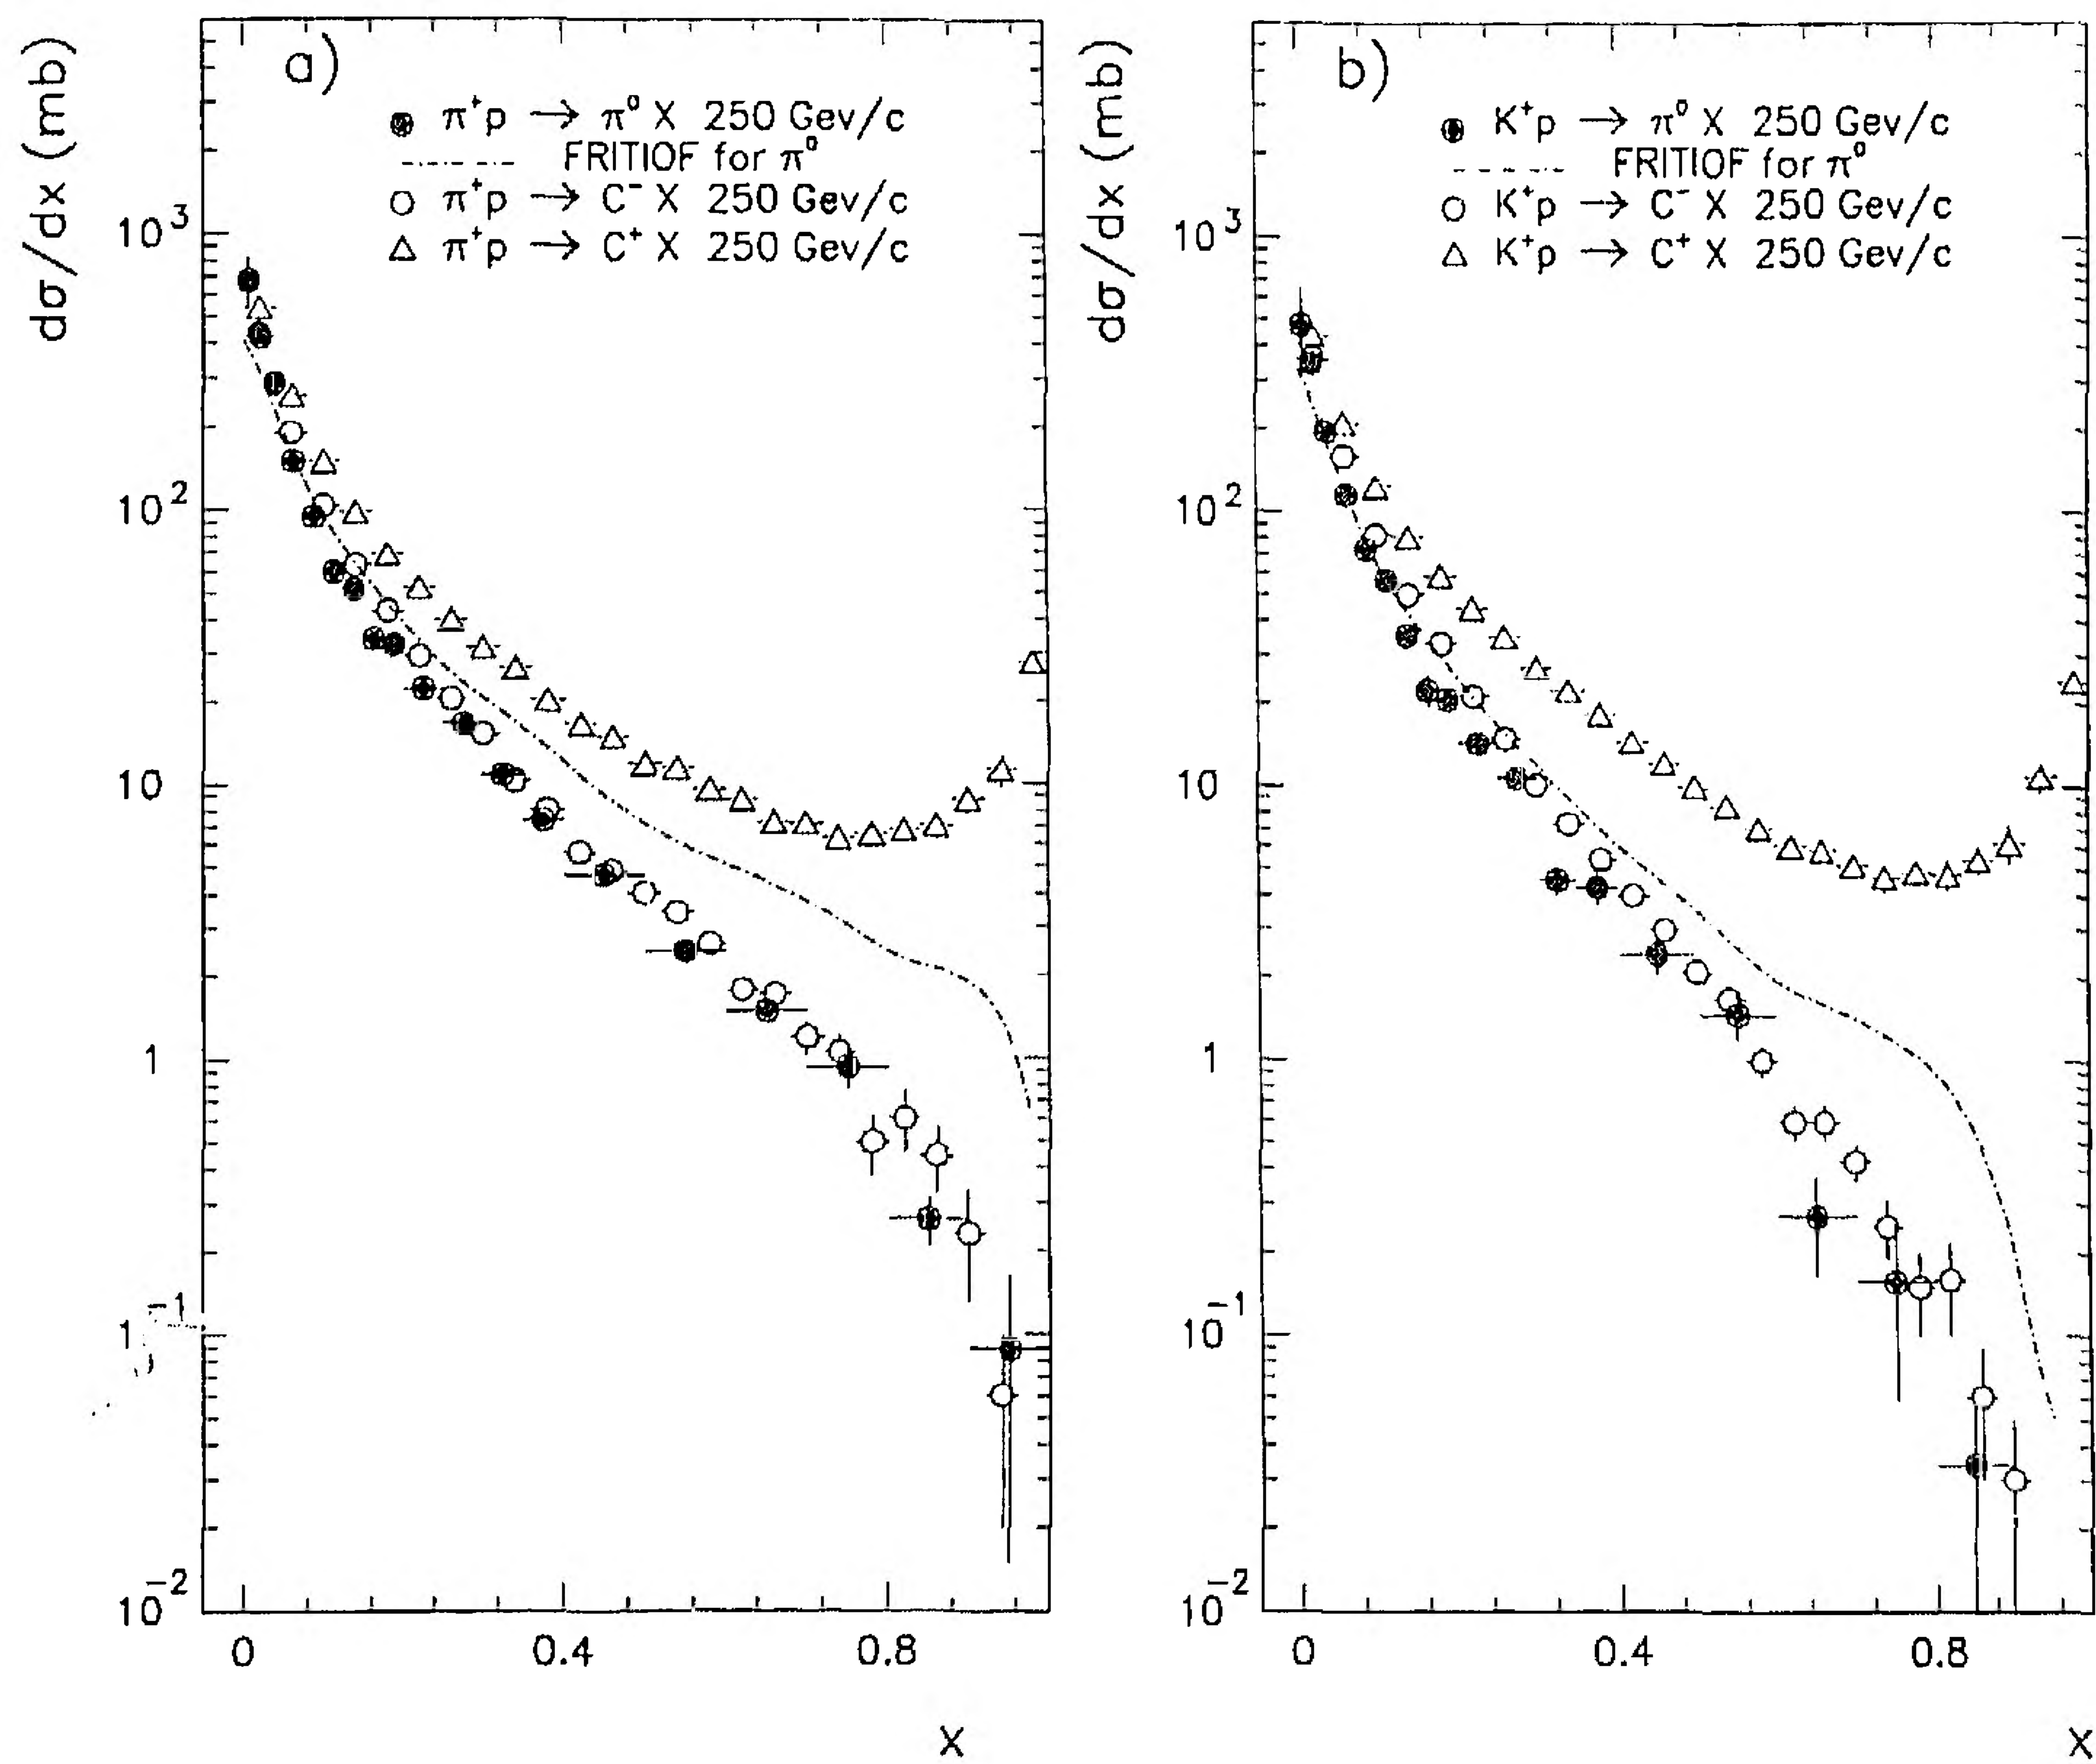 a)
dσ/dx (mb)
π⁺p → π⁰ X 250 Gev/c
FRITIOF for π⁰
π⁺p → C⁻ X 250 Gev/c
π⁺p → C⁺ X 250 Gev/c
10³
10²
10
1
10⁻²
0 0.4 0.8
X
b)
dσ/dx (mb)
K⁺p → π⁰ X 250 Gev/c
FRITIOF for π⁰
K⁺p → C⁻ X 250 Gev/c
K⁺p → C⁺ X 250 Gev/c
10³
10²
10
1
10⁻¹
10⁻²
0 0.4 0.8
X